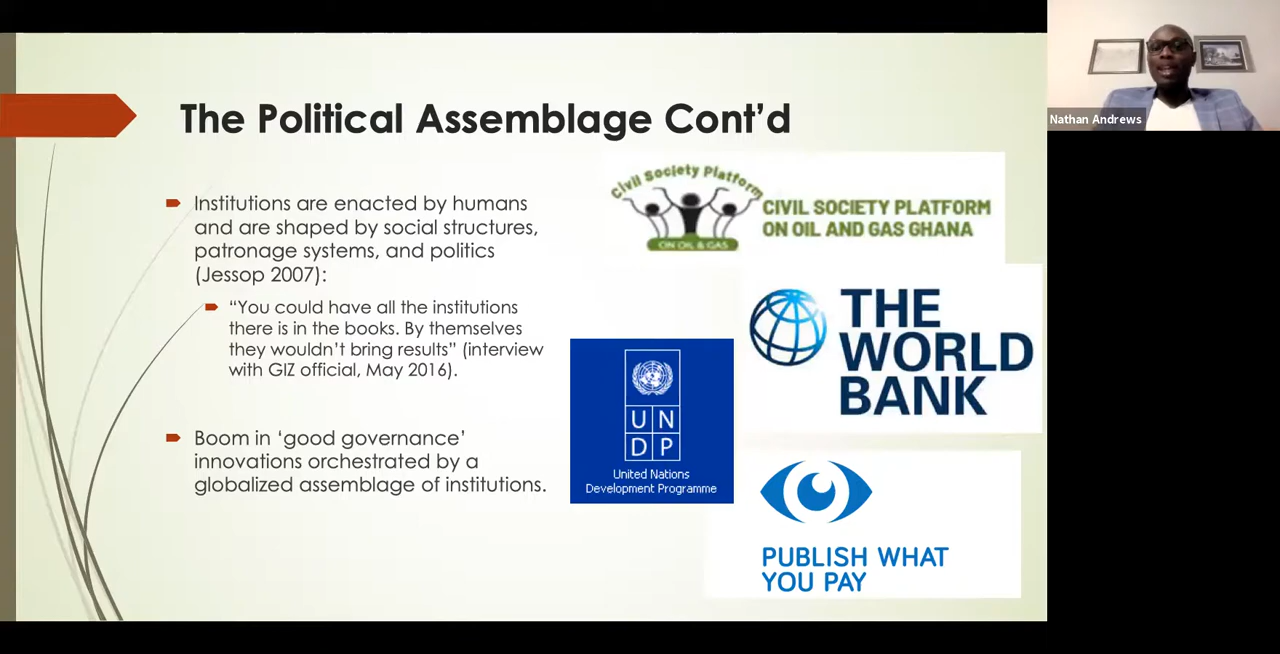 The Political Assemblage Cont’d
Institutions are enacted by humans
and are shaped by social structures,
patronage systems, and politics
(Jessop 2007):
“You could have all the institutions
there is in the books. By themselves
they wouldn’t bring results” (interview
with GIZ official, May 2016).
Boom in ‘good governance’
innovations orchestrated by a
globalized assemblage of institutions.
Civil Society Platform
ON OIL & GAS
CIVIL SOCIETY PLATFORM
ON OIL AND GAS GHANA
THE
WORLD
BANK
UN
DP
United Nations
Development Programme
PUBLISH WHAT
YOU PAY
Nathan Andrews